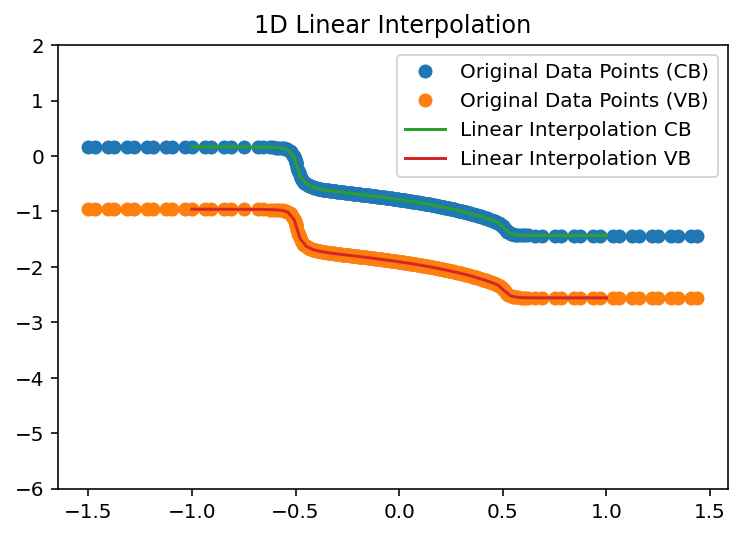 1D Linear Interpolation
Original Data Points (CB)
Original Data Points (VB)
Linear Interpolation CB
Linear Interpolation VB
2
1
0
−1
−2
−3
−4
−5
−6
−1.5 −1.0 −0.5 0.0 0.5 1.0 1.5